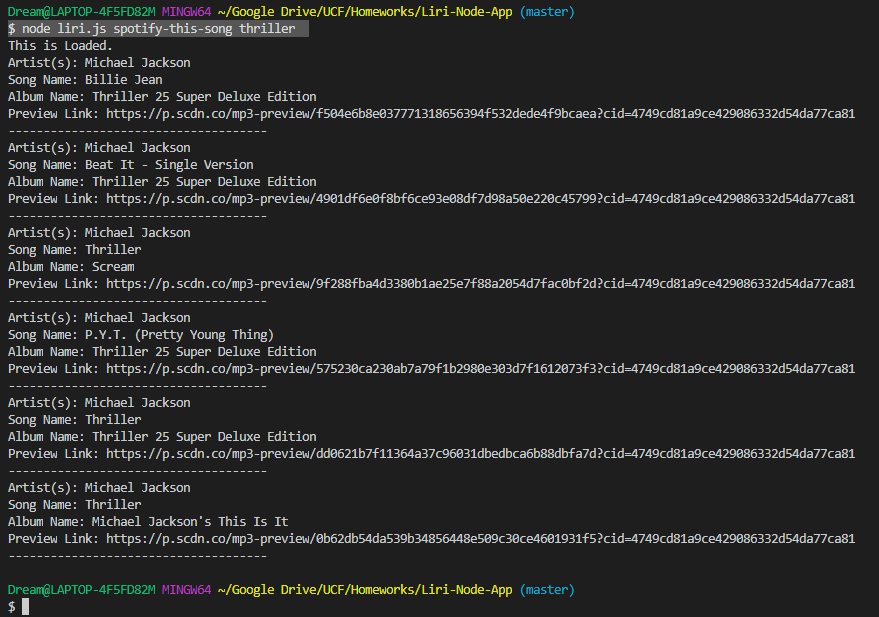 Dream@LAPTOP-4F5FD82M MINGW64 ~/Google Drive/UCF/Homeworks/Liri-Node-App (master)
$ node liri.js spotify-this-song thriller
This is Loaded.
Artist(s): Michael Jackson
Song Name: Billie Jean
Album Name: Thriller 25 Super Deluxe Edition
Preview Link: https://p.scdn.co/mp3-preview/f504e6b8e037771318656394f532dede4f9bcaea?cid=4749cd81a9ce429086332d54da77ca81
-------------------------------------
Artist(s): Michael Jackson
Song Name: Beat It - Single Version
Album Name: Thriller 25 Super Deluxe Edition
Preview Link: https://p.scdn.co/mp3-preview/4901df6e0f8bf6ce93e08df7d98a50e220c45799?cid=4749cd81a9ce429086332d54da77ca81
-------------------------------------
Artist(s): Michael Jackson
Song Name: Thriller
Album Name: Scream
Preview Link: https://p.scdn.co/mp3-preview/9f288fba4d3380b1ae25e7f88a2054d7fac0bf2d?cid=4749cd81a9ce429086332d54da77ca81
-------------------------------------
Artist(s): Michael Jackson
Song Name: P.Y.T. (Pretty Young Thing)
Album Name: Thriller 25 Super Deluxe Edition
Preview Link: https://p.scdn.co/mp3-preview/575230ca230ab7a79f1b2980e303d7f1612073f3?cid=4749cd81a9ce429086332d54da77ca81
-------------------------------------
Artist(s): Michael Jackson
Song Name: Thriller
Album Name: Thriller 25 Super Deluxe Edition
Preview Link: https://p.scdn.co/mp3-preview/dd0621b7f11364a37c96031dbedbca6b88dbfa7d?cid=4749cd81a9ce429086332d54da77ca81
-------------------------------------
Artist(s): Michael Jackson
Song Name: Thriller
Album Name: Michael Jackson's This Is It
Preview Link: https://p.scdn.co/mp3-preview/0b62db54da539b34856448e509c30ce4601931f5?cid=4749cd81a9ce429086332d54da77ca81
-------------------------------------
Dream@LAPTOP-4F5FD82M MINGW64 ~/Google Drive/UCF/Homeworks/Liri-Node-App (master)
$